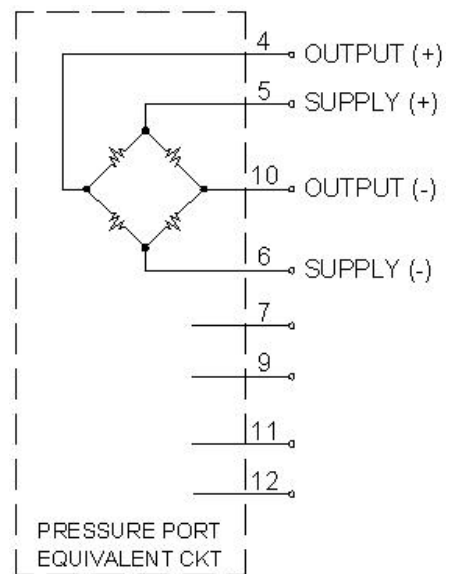 4 OUTPUT (+)
5 SUPPLY (+)
10 OUTPUT (-)
6 SUPPLY (-)
7
9
11
12
PRESSURE PORT
EQUIVALENT CKT